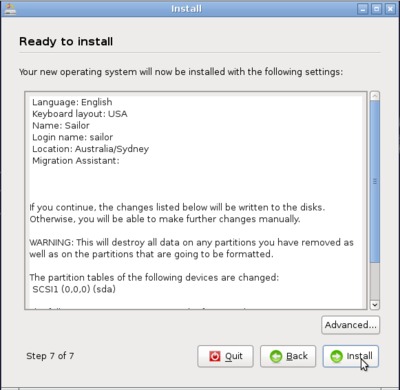 Install
Ready to install
Your new operating system will now be installed with the following settings:
Language: English
Keyboard layout: USA
Name: Sailor
Login name: sailor
Location: Australia/Sydney
Migration Assistant:
If you continue, the changes listed below will be written to the disks.
Otherwise, you will be able to make further changes manually.
WARNING: This will destroy all data on any partitions you have removed as
well as on the partitions that are going to be formatted.
The partition tables of the following devices are changed:
SCSI1 (0,0,0) (sda)
Advanced...
Step 7 of 7
Quit
Back
Install